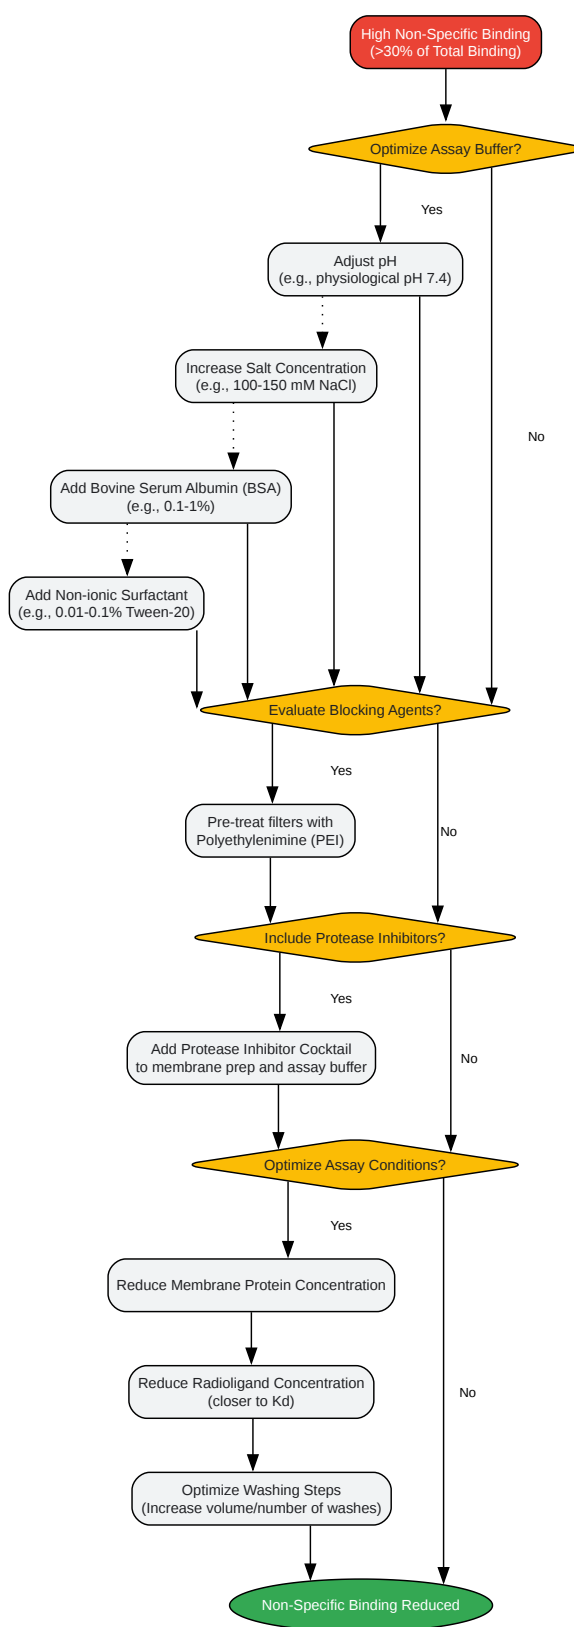 High Non-Specific Binding
(>30% of Total Binding)
Optimize Assay Buffer?
Yes
Adjust pH
(e.g., physiological pH 7.4)
Increase Salt Concentration
(e.g., 100-150 mM NaCl)
No
Add Bovine Serum Albumin (BSA)
(e.g., 0.1-1%)
Add Non-ionic Surfactant
(e.g., 0.01-0.1% Tween-20)
Evaluate Blocking Agents?
Yes
Pre-treat filters with
Polyethylenimine (PEI)
No
Include Protease Inhibitors?
Yes
Add Protease Inhibitor Cocktail
to membrane prep and assay buffer
No
Optimize Assay Conditions?
Yes
Reduce Membrane Protein Concentration
Reduce Radioligand Concentration
(closer to Kd)
No
Optimize Washing Steps
(Increase volume/number of washes)
Non-Specific Binding Reduced